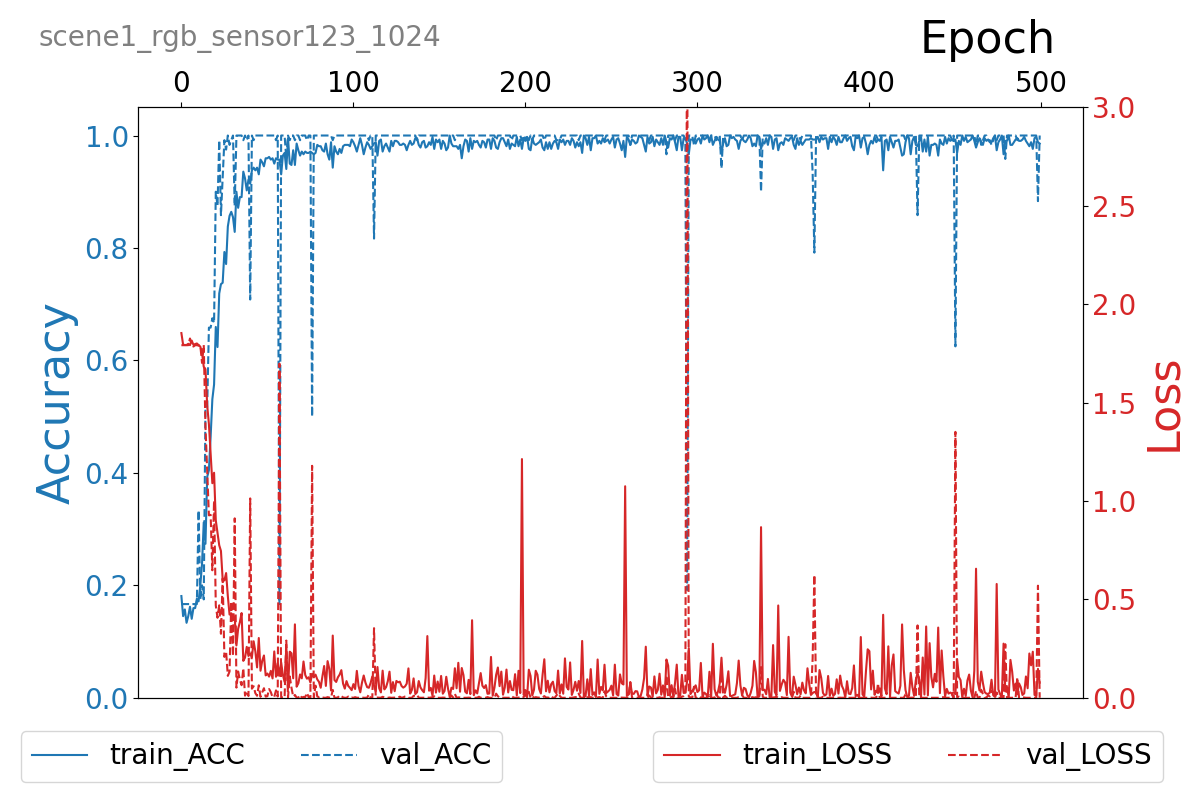 scene1_rgb_sensor123_1024
Epoch
0 100 200 300 400 500
1.0
0.8
0.6
0.4
0.2
0.0
Accuracy
3.0
2.5
2.0
1.5
1.0
0.5
0.0
Loss
train_ACC val_ACC
train_LOSS val_LOSS